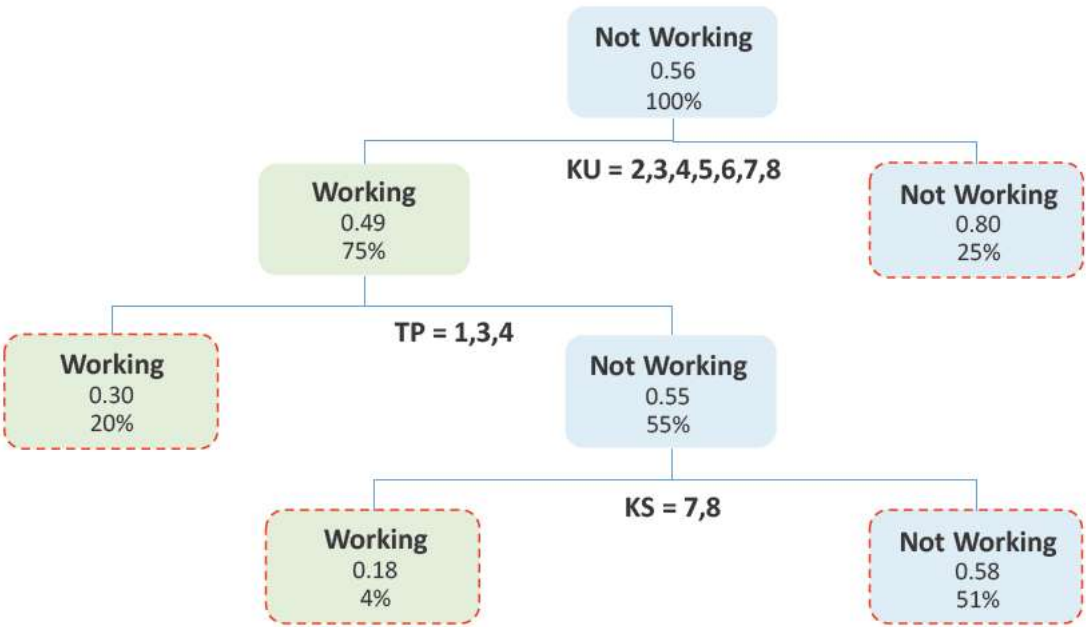 Not Working
0.56
100%
KU = 2,3,4,5,6,7,8
Working
0.49
75%
Not Working
0.80
25%
TP = 1,3,4
Working
0.30
20%
Not Working
0.55
55%
KS = 7,8
Working
0.18
4%
Not Working
0.58
51%